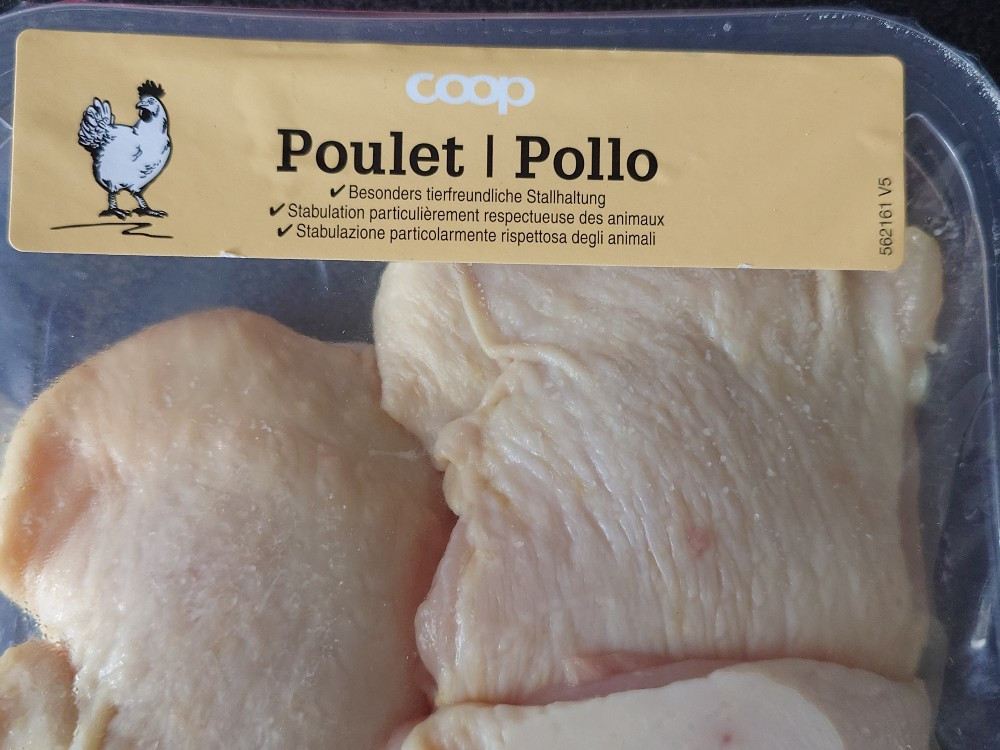 coop
Poulet | Pollo
✔ Besonders tierfreundliche Stallhaltung
✔ Stabulation particulièrement respectueuse des animaux
✔ Stabulazione particolarmente rispettosa degli animali
562161 V5